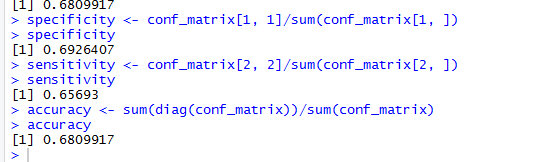 [1] 0.6809917
> specificity <- conf_matrix[1, 1]/sum(conf_matrix[1, ])
> specificity
[1] 0.6926407
> sensitivity <- conf_matrix[2, 2]/sum(conf_matrix[2, ])
> sensitivity
[1] 0.65693
> accuracy <- sum(diag(conf_matrix))/sum(conf_matrix)
> accuracy
[1] 0.6809917
>